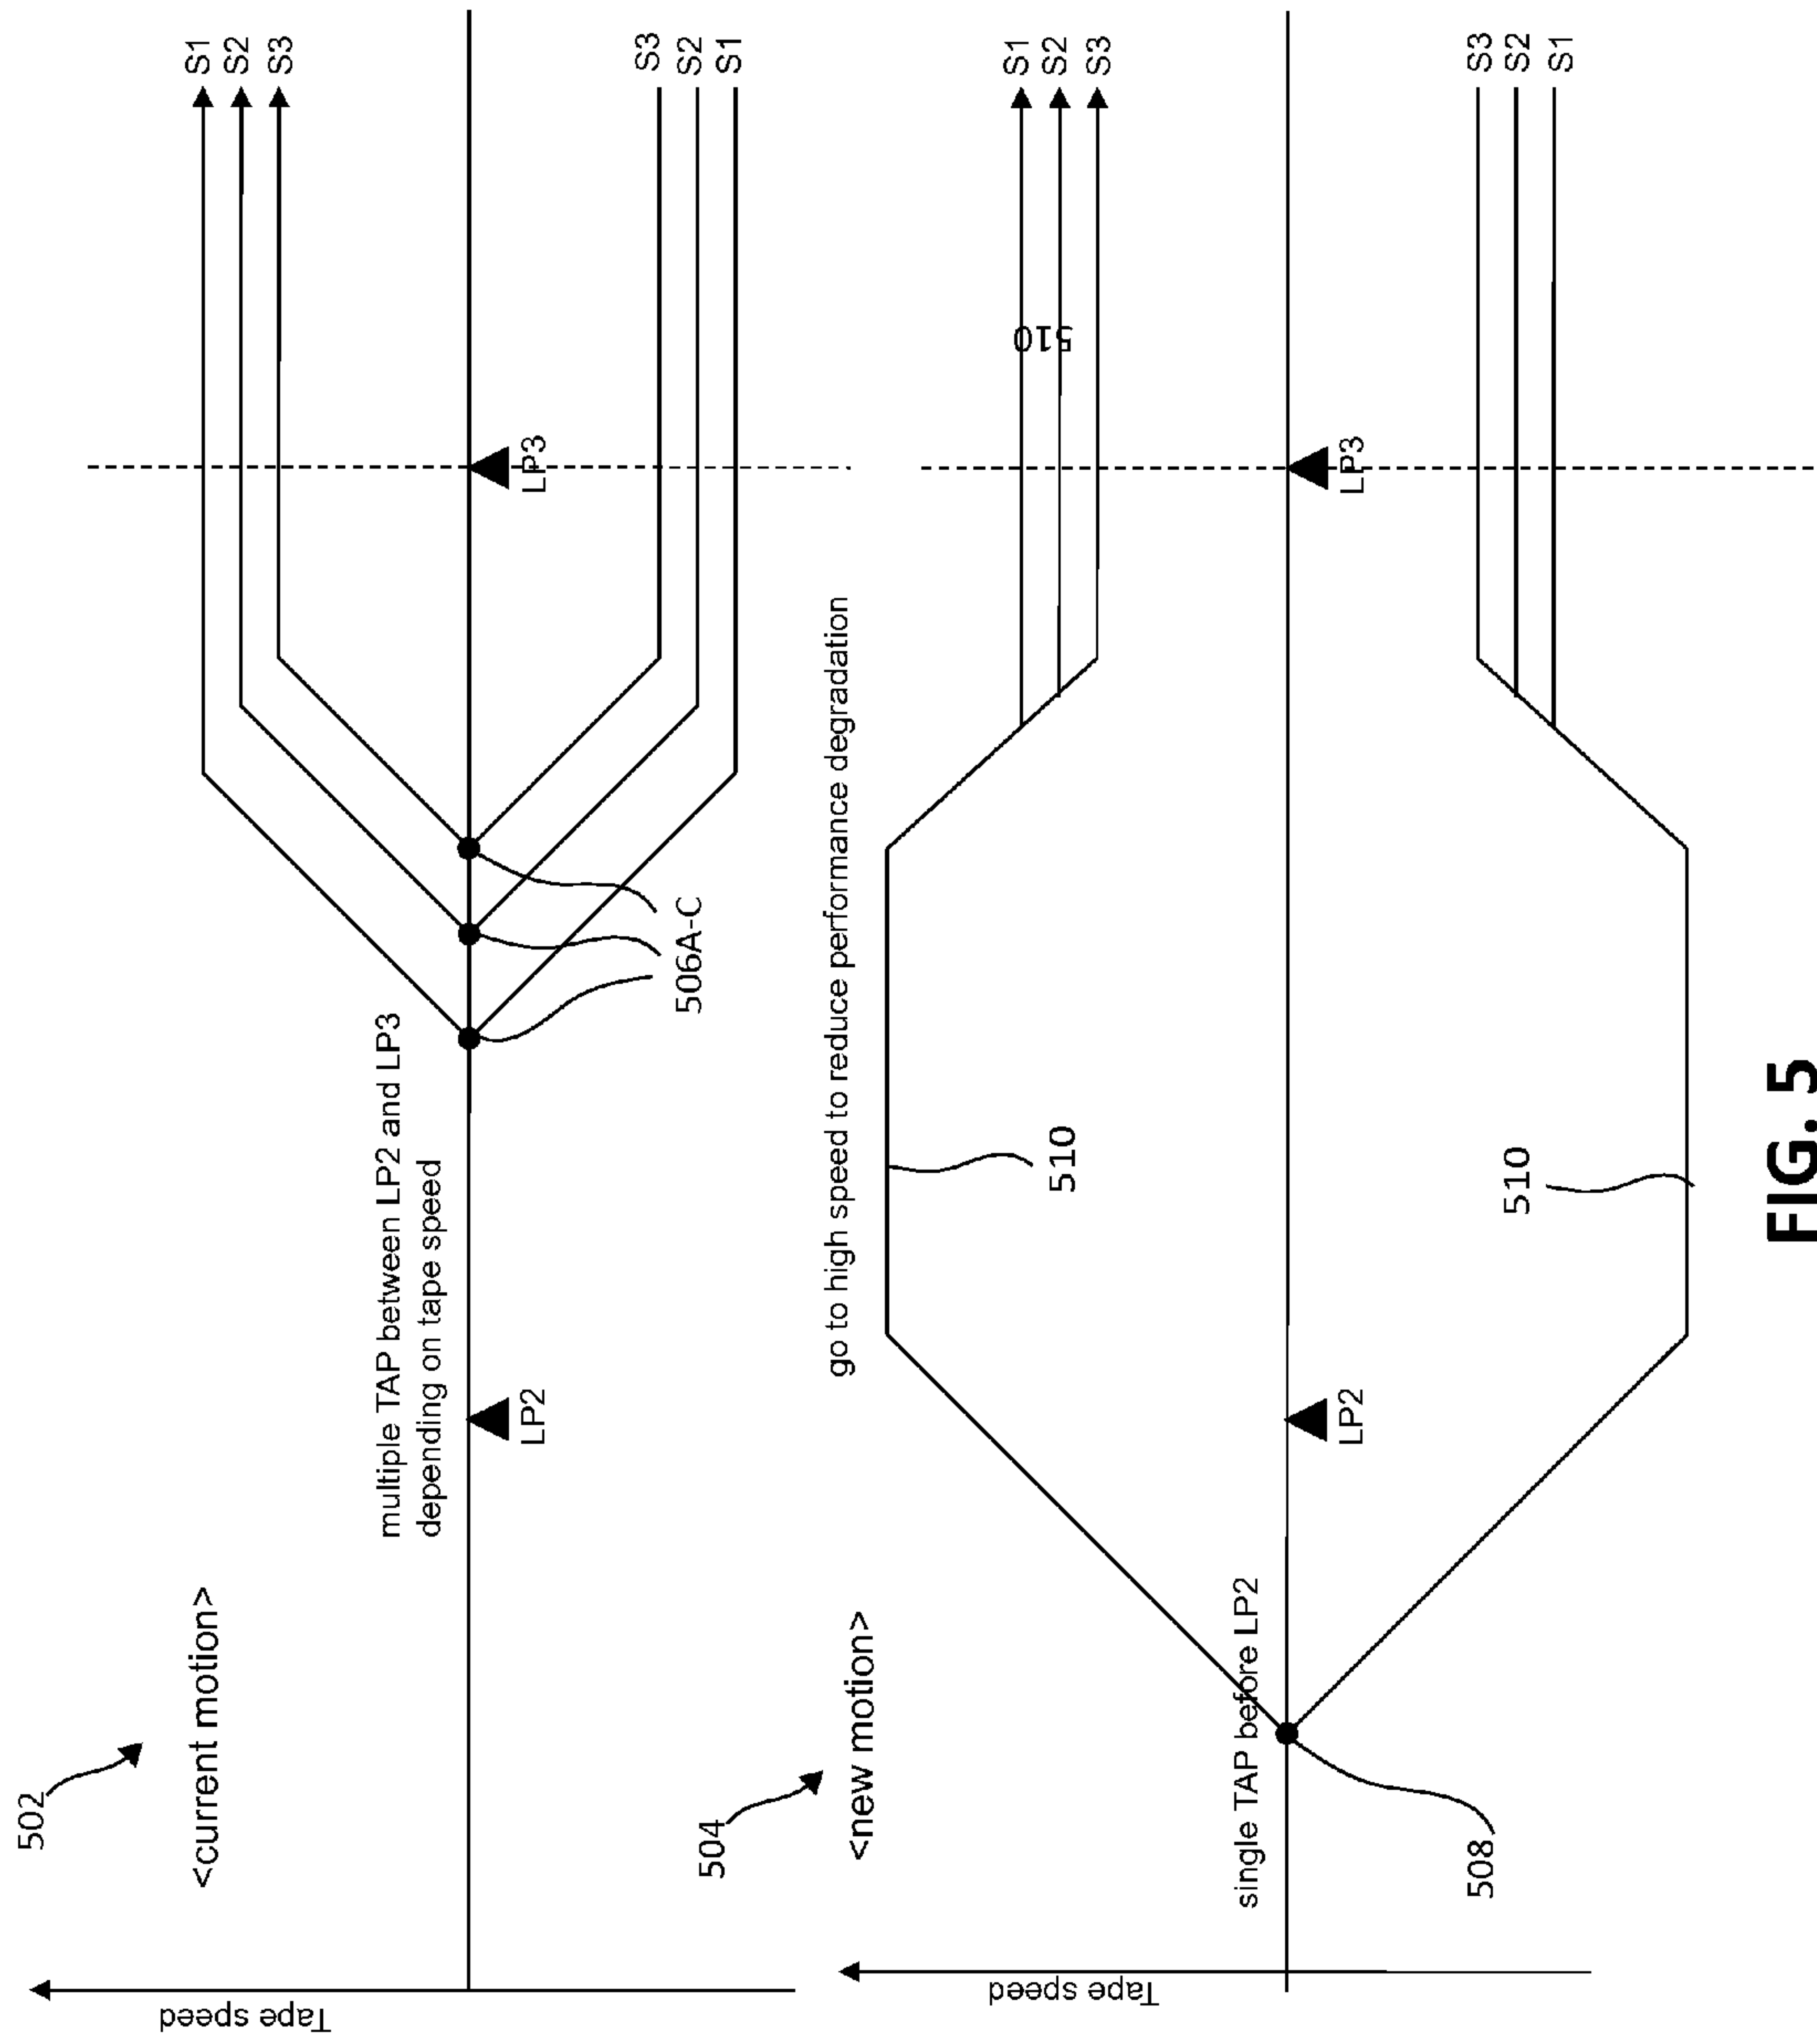 502
<current motion>
Tape speed
multiple TAP between LP2 and LP3
depending on tape speed
LP2
LP3
506A-C
S1
S2
S3
S3
S2
S1
504
<new motion>
Tape speed
go to high speed to reduce performance degradation
single TAP before LP2
LP2
LP3
508
510
510
510
S1
S2
S3
S3
S2
S1
FIG. 5